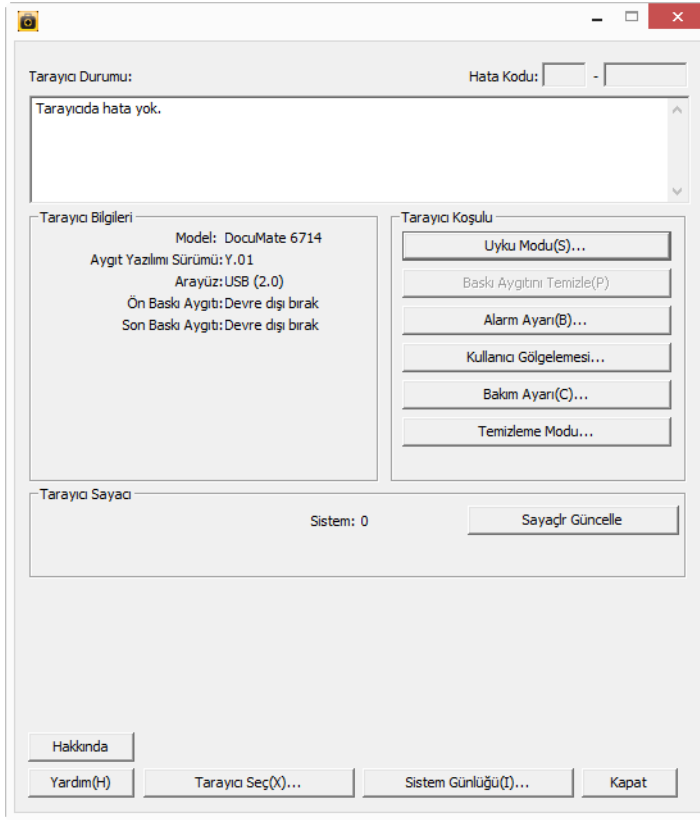 Tarayıcı Durumu:
Hata Kodu: -
Tarayıcıda hata yok.
Tarayıcı Bilgileri
Model: DocuMate 6714
Aygıt Yazılımı Sürümü: Y.01
Arayüz: USB (2.0)
Ön Baskı Aygıtı: Devre dışı bırak
Son Baskı Aygıtı: Devre dışı bırak
Tarayıcı Koşulu
Uyku Modu(S)...
Baskı Aygıtını Temizle(P)
Alarm Ayarı(B)...
Kullanıcı Gölgelemesi...
Bakım Ayarı(C)...
Temizleme Modu...
Tarayıcı Sayacı
Sistem: 0
Sayaçlr Güncelle
Hakkında
Yardım(H)
Tarayıcı Seç(X)...
Sistem Günlüğü(I)...
Kapat